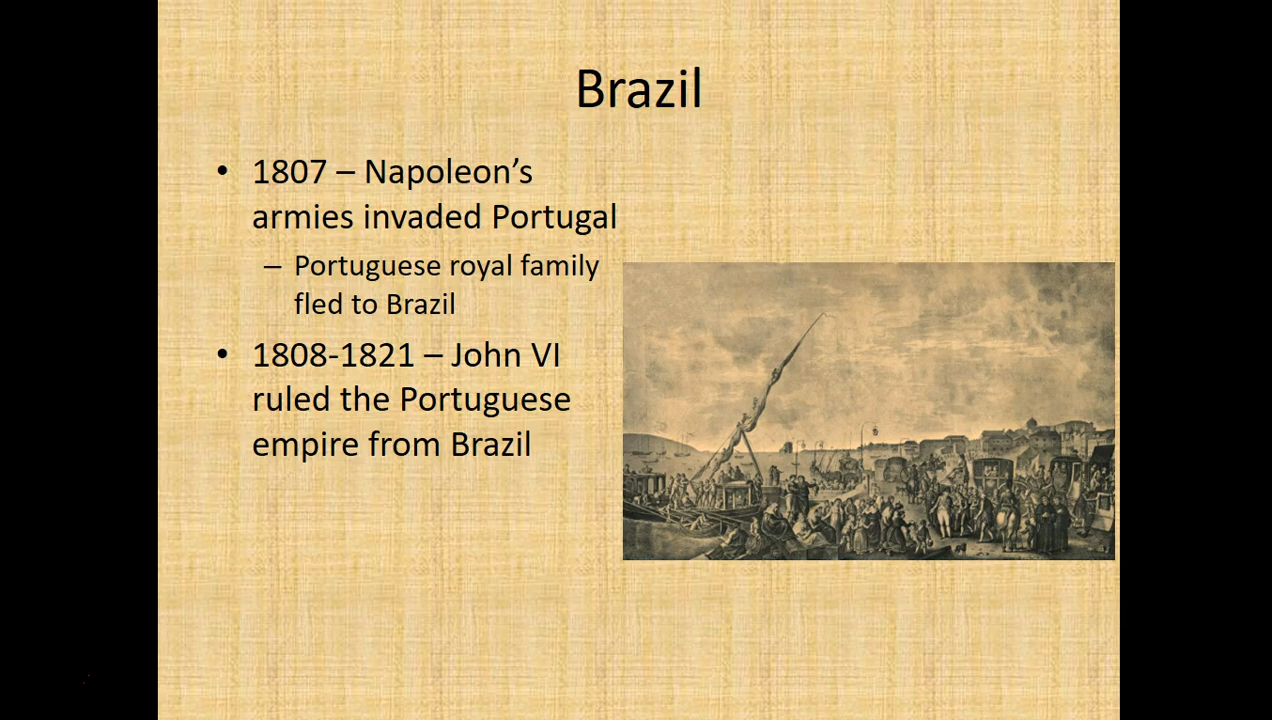 Brazil
• 1807 – Napoleon’s
armies invaded Portugal
– Portuguese royal family
fled to Brazil
• 1808-1821 – John VI
ruled the Portuguese
empire from Brazil